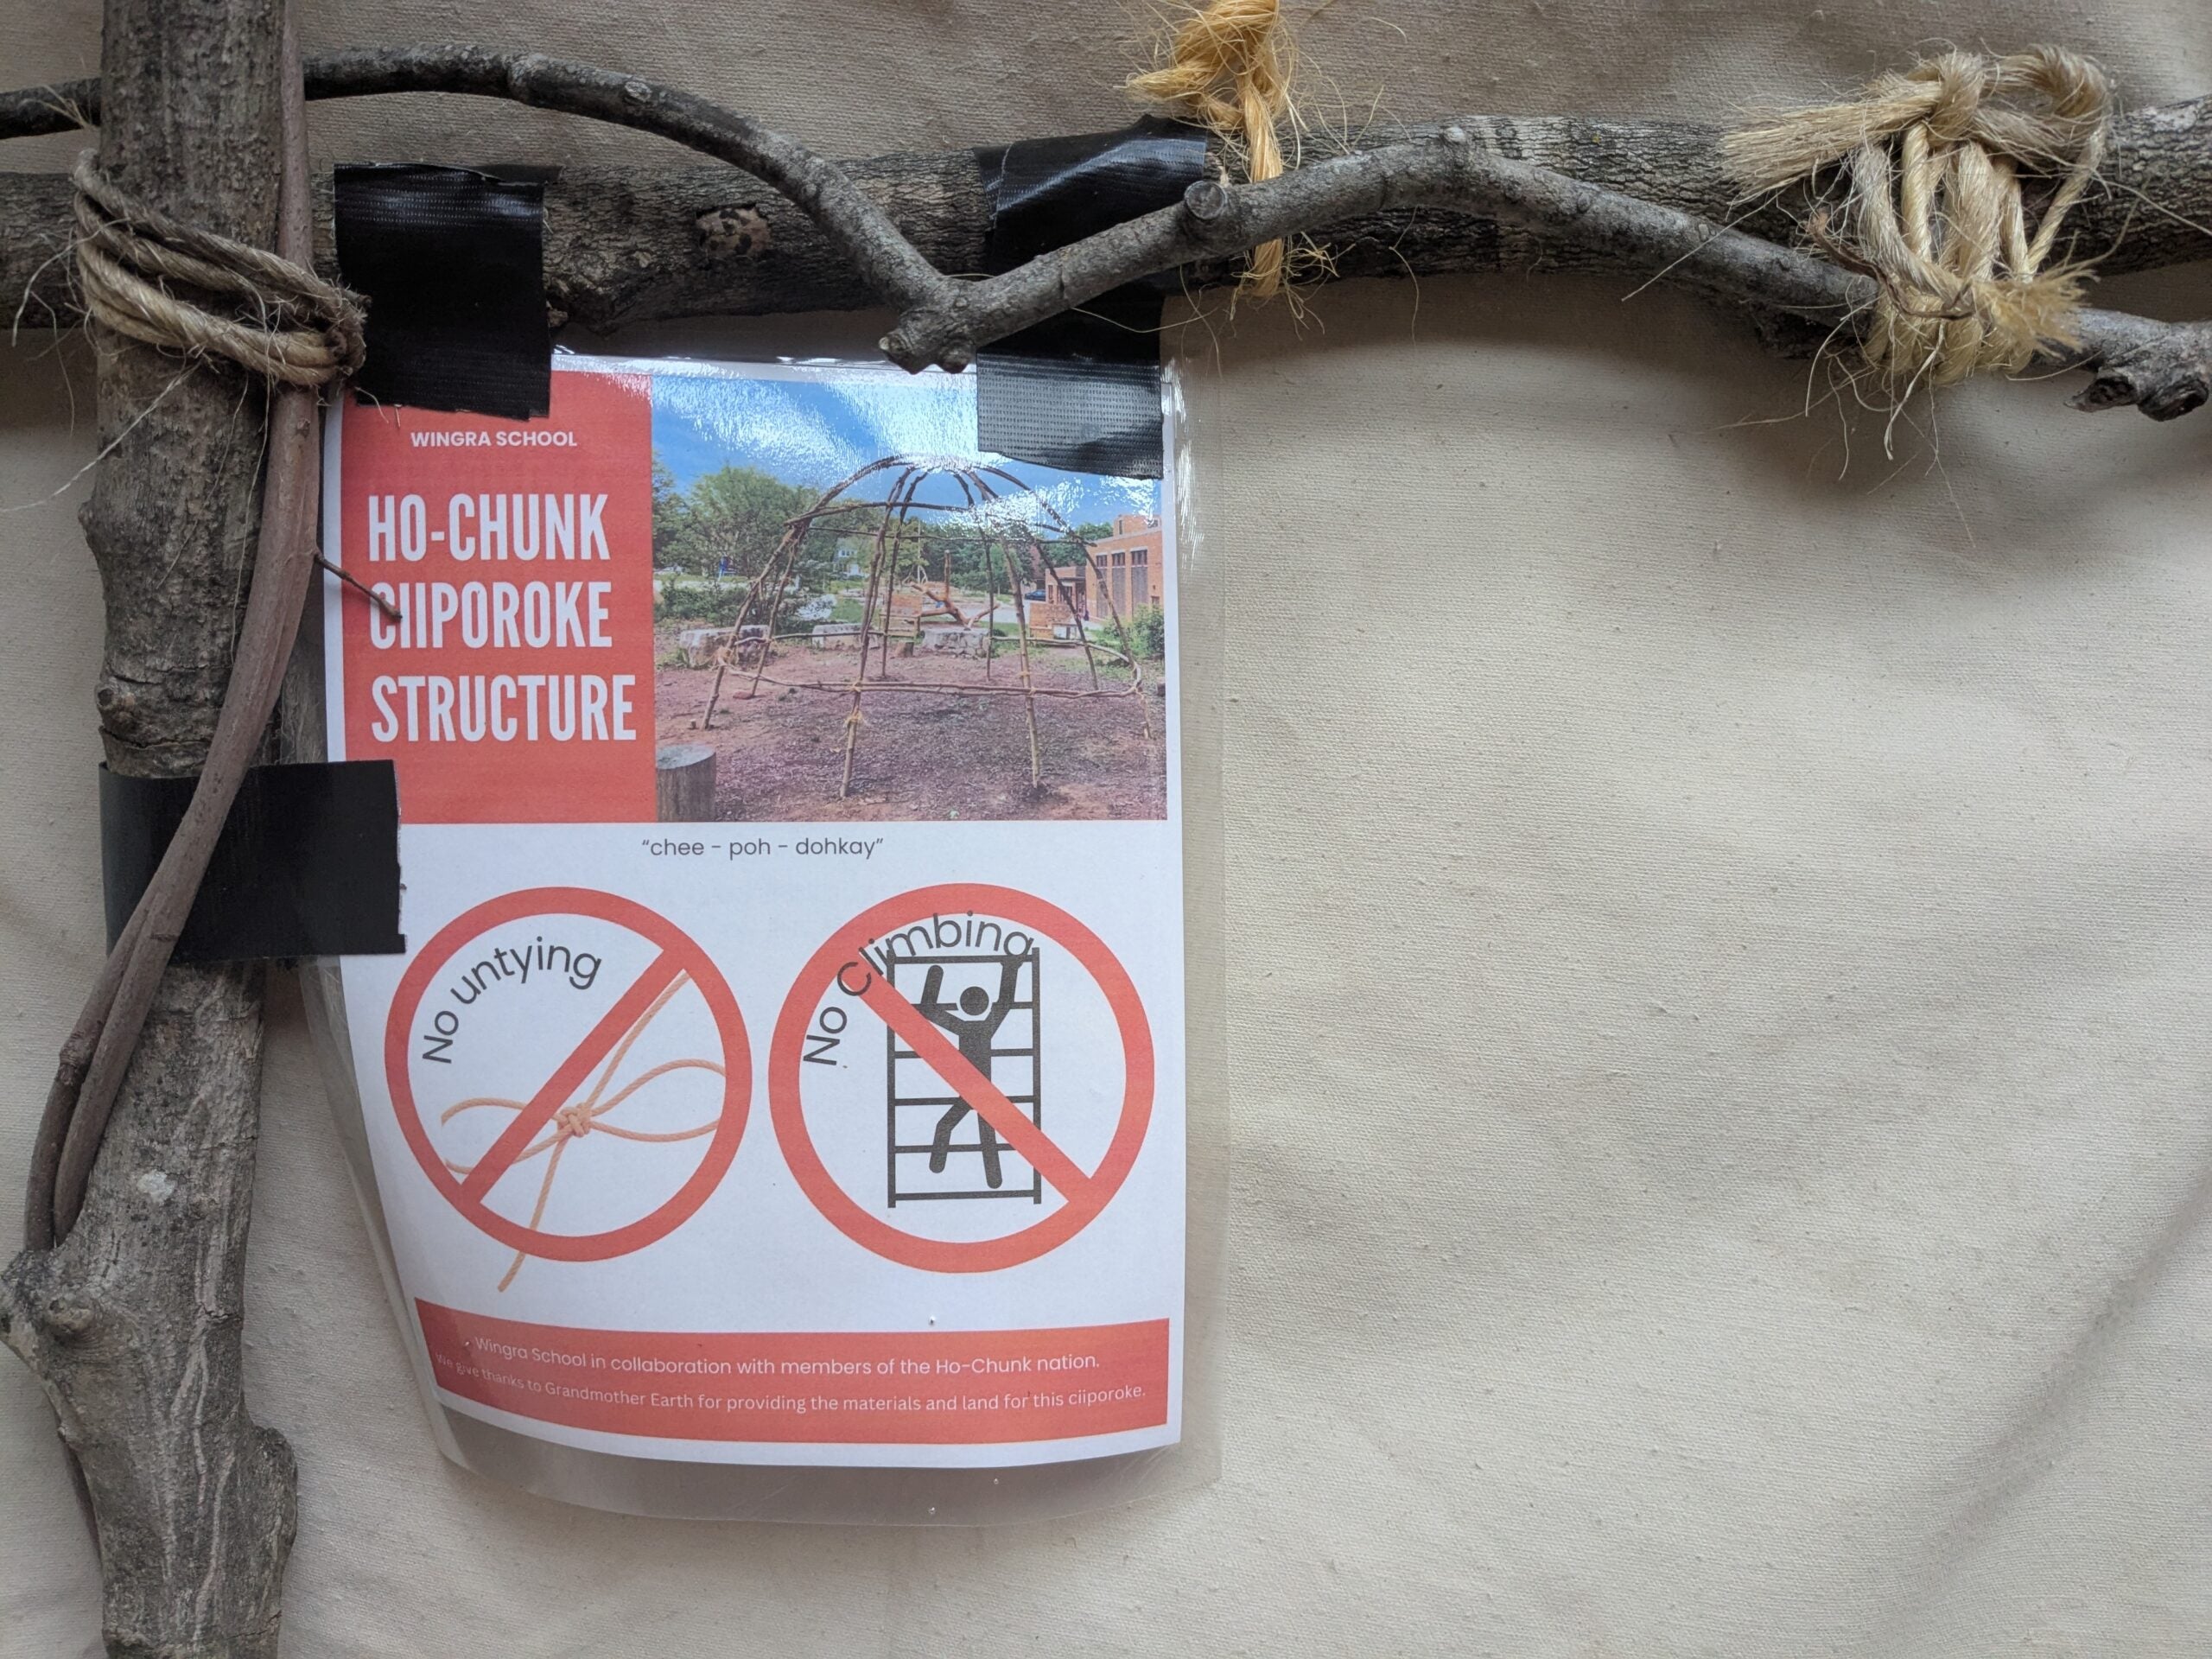 WINGRA SCHOOL
HO-CHUNK
CIIPOROKE
STRUCTURE
“chee - poh - dohkay”
No untying
No Climbing
Wingra School in collaboration with members of the Ho-Chunk nation.
We give thanks to Grandmother Earth for providing the materials and land for this ciiporoke.